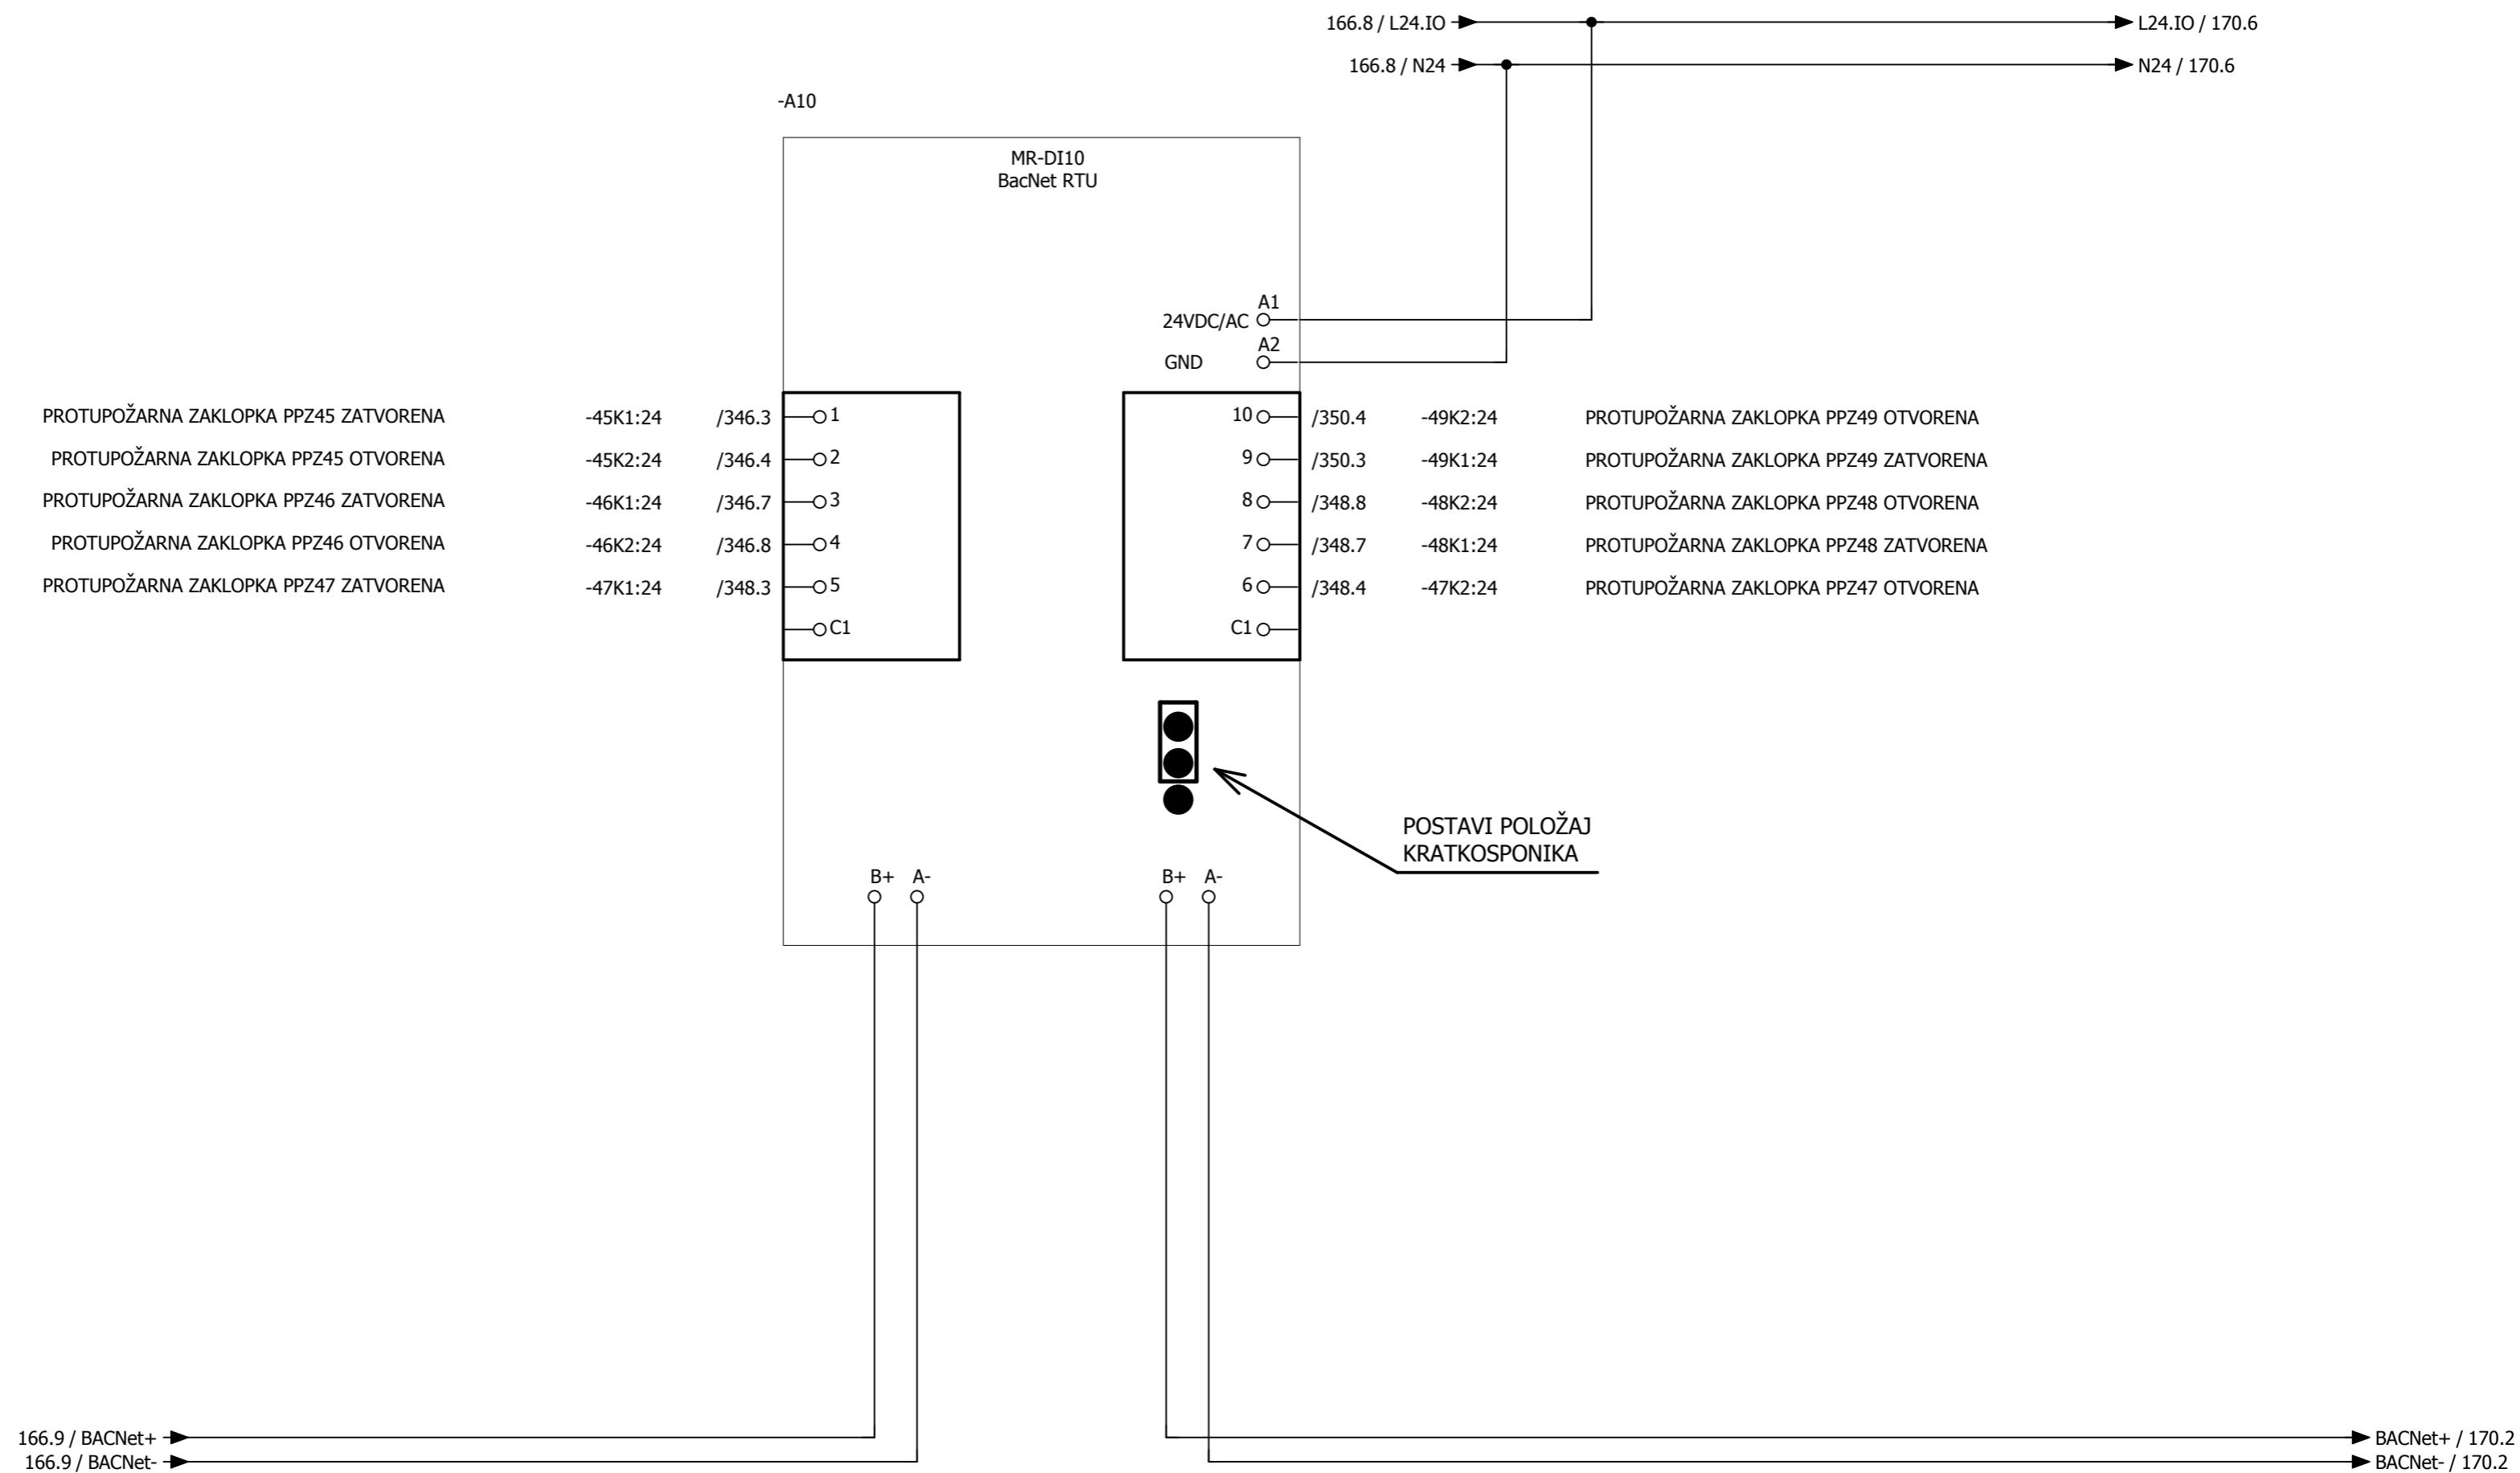 166.8 / L24.IO L24.IO / 170.6
166.8 / N24 N24 / 170.6
-A10
MR-DI10
BacNet RTU
A1
24VDC/AC
A2
GND
PROTUPOŽARNA ZAKLOPKA PPZ45 ZATVORENA -45K1:24 /346.3 1 10 /350.4 -49K2:24 PROTUPOŽARNA ZAKLOPKA PPZ49 OTVORENA
PROTUPOŽARNA ZAKLOPKA PPZ45 OTVORENA -45K2:24 /346.4 2 9 /350.3 -49K1:24 PROTUPOŽARNA ZAKLOPKA PPZ49 ZATVORENA
PROTUPOŽARNA ZAKLOPKA PPZ46 ZATVORENA -46K1:24 /346.7 3 8 /348.8 -48K2:24 PROTUPOŽARNA ZAKLOPKA PPZ48 OTVORENA
PROTUPOŽARNA ZAKLOPKA PPZ46 OTVORENA -46K2:24 /346.8 4 7 /348.7 -48K1:24 PROTUPOŽARNA ZAKLOPKA PPZ48 ZATVORENA
PROTUPOŽARNA ZAKLOPKA PPZ47 ZATVORENA -47K1:24 /348.3 5 6 /348.4 -47K2:24 PROTUPOŽARNA ZAKLOPKA PPZ47 OTVORENA
C1 C1
POSTAVI POLOŽAJ
KRATKOSPONIKA
B+ A- B+ A-
166.9 / BACNet+ BACNet+ / 170.2
166.9 / BACNet- BACNet- / 170.2